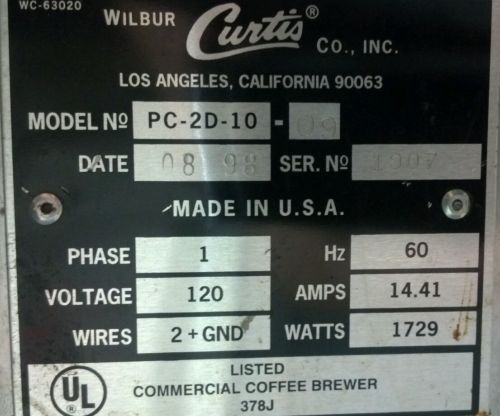 WC-63020
WILBUR Curtis® CO., INC.
LOS ANGELES, CALIFORNIA 90063
MODEL Nº PC-2D-10 - 09
DATE 08 98 SER. Nº 1907
MADE IN U.S.A.
PHASE 1 Hz 60
VOLTAGE 120 AMPS 14.41
WIRES 2 + GND WATTS 1729
UL LISTED
COMMERCIAL COFFEE BREWER
378J